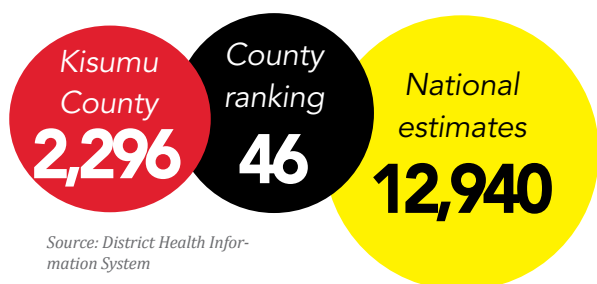 Kisumu
County
2,296
County
ranking
46
National
estimates
12,940
Source: District Health Infor-
mation System